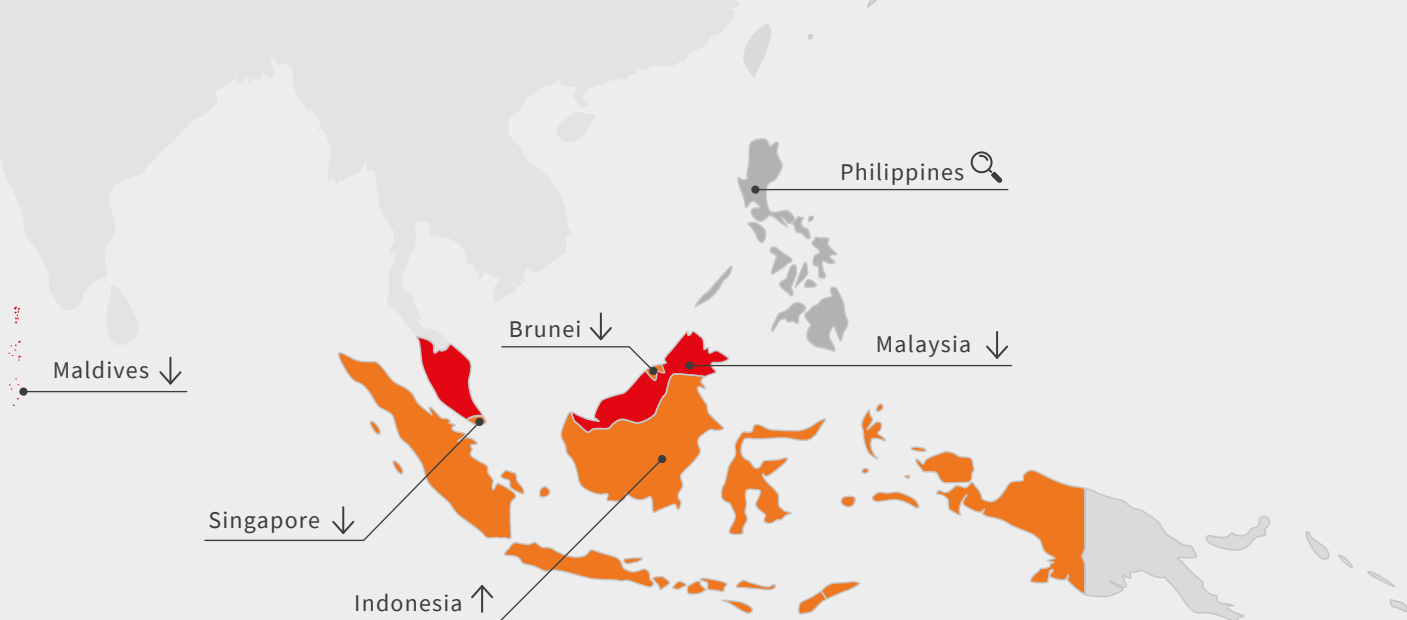 Philippines
Brunei ↓
Malaysia ↓
Maldives ↓
Singapore ↓
Indonesia ↑